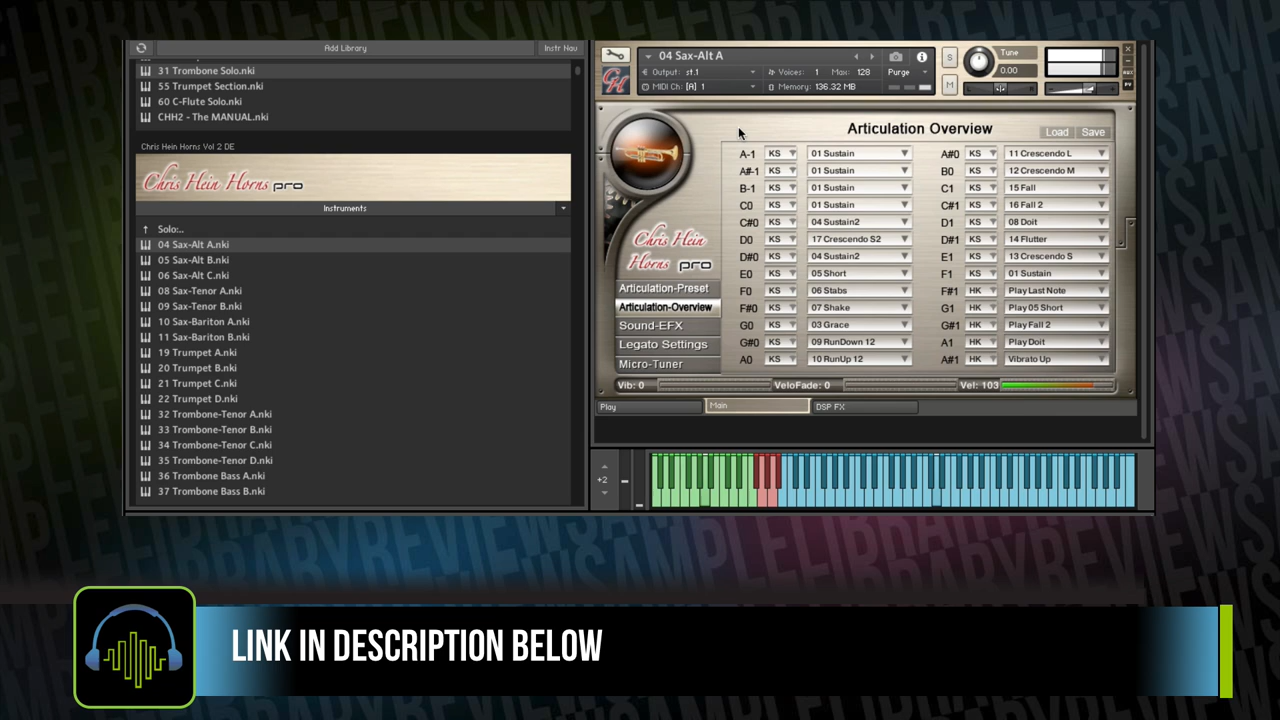 Add Library
Instr Nav
31 Trombone Solo.nki
55 Trumpet Section.nki
60 C-Flute Solo.nki
CHH2 - The MANUAL.nki
Chris Hein Horns Vol 2 DE
Chris Hein Horns pro
Instruments
Solo:..
04 Sax-Alt A.nki
05 Sax-Alt B.nki
06 Sax-Alt C.nki
08 Sax-Tenor A.nki
09 Sax-Tenor B.nki
10 Sax-Bariton A.nki
11 Sax-Bariton B.nki
19 Trumpet A.nki
20 Trumpet B.nki
21 Trumpet C.nki
22 Trumpet D.nki
32 Trombone-Tenor A.nki
33 Trombone-Tenor B.nki
34 Trombone-Tenor C.nki
35 Trombone-Tenor D.nki
36 Trombone Bass A.nki
37 Trombone Bass B.nki
04 Sax-Alt A
Output: st.1 Voices: 1 Max: 128 Purge
MIDI Ch: [A] 1 Memory: 136.32 MB
S
M
Tune
0.00
AUX
PV
Articulation Overview
Load Save
A-1 KS 01 Sustain A#0 KS 11 Crescendo L
A#-1 KS 01 Sustain B0 KS 12 Crescendo M
B-1 KS 01 Sustain C1 KS 15 Fall
C0 KS 01 Sustain C#1 KS 16 Fall 2
C#0 KS 04 Sustain2 D1 KS 08 Doit
D0 KS 17 Crescendo S2 D#1 KS 14 Flutter
D#0 KS 04 Sustain2 E1 KS 13 Crescendo S
E0 KS 05 Short F1 KS 01 Sustain
F0 KS 06 Stabs F#1 HK Play Last Note
F#0 KS 07 Shake G1 HK Play 05 Short
G0 KS 03 Grace G#1 HK Play Fall 2
G#0 KS 09 RunDown 12 A1 HK Play Doit
A0 KS 10 RunUp 12 A#1 HK Vibrato Up
Chris Hein
Horns pro
Articulation-Preset
Articulation-Overview
Sound-EFX
Legato Settings
Micro-Tuner
Vib: 0 VeloFade: 0 Vel: 103
Play Main DSP FX
+2
LINK IN DESCRIPTION BELOW